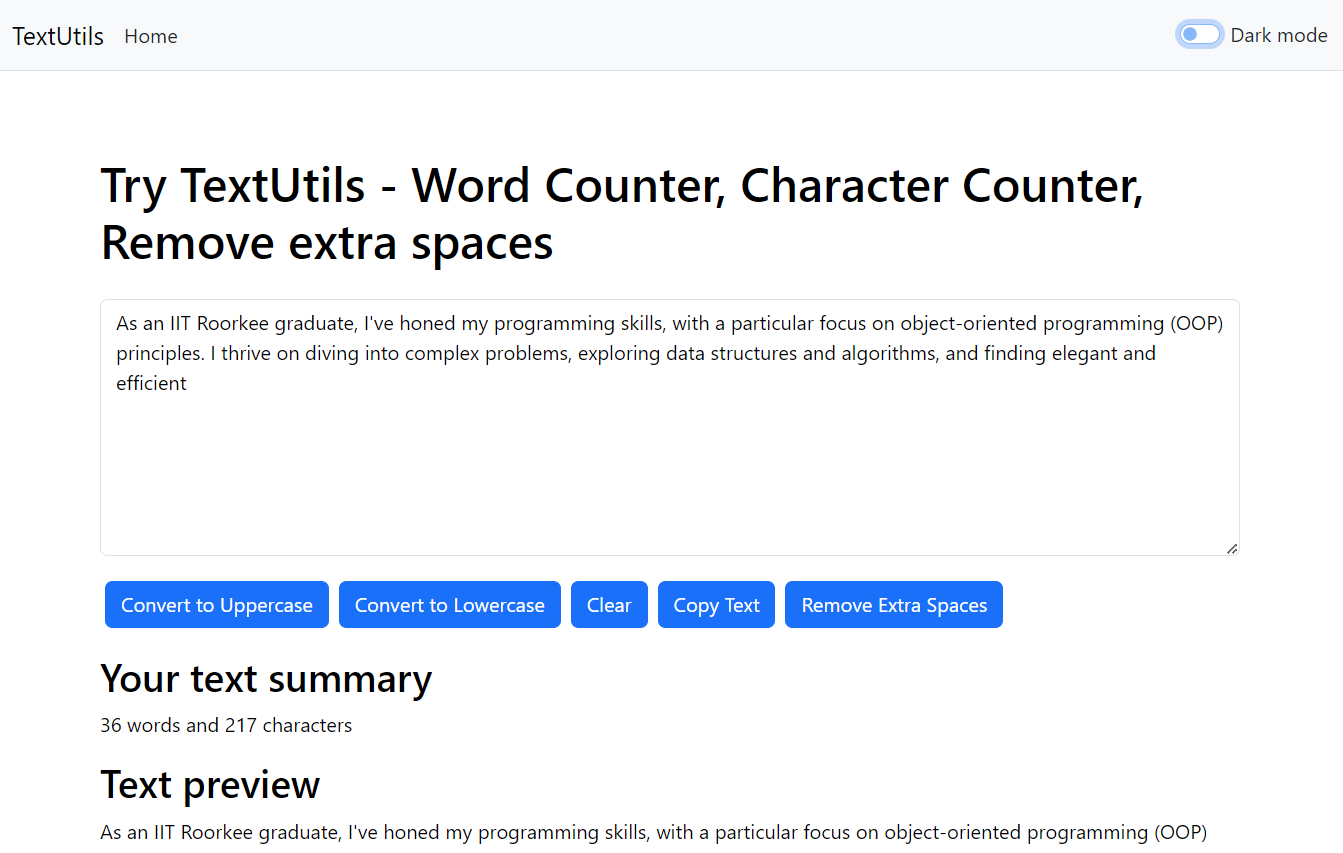 TextUtils Home Dark mode
Try TextUtils - Word Counter, Character Counter,
Remove extra spaces
As an IIT Roorkee graduate, I've honed my programming skills, with a particular focus on object-oriented programming (OOP)
principles. I thrive on diving into complex problems, exploring data structures and algorithms, and finding elegant and
efficient
Convert to Uppercase Convert to Lowercase Clear Copy Text Remove Extra Spaces
Your text summary
36 words and 217 characters
Text preview
As an IIT Roorkee graduate, I've honed my programming skills, with a particular focus on object-oriented programming (OOP)